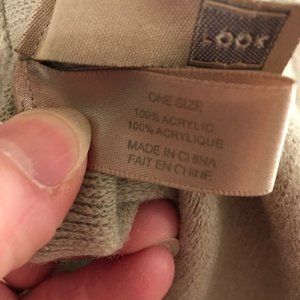 LOOK
ONE SIZE
100% ACRYLIC
100% ACRYLIQUE
MADE IN CHINA
FAIT EN CHINE